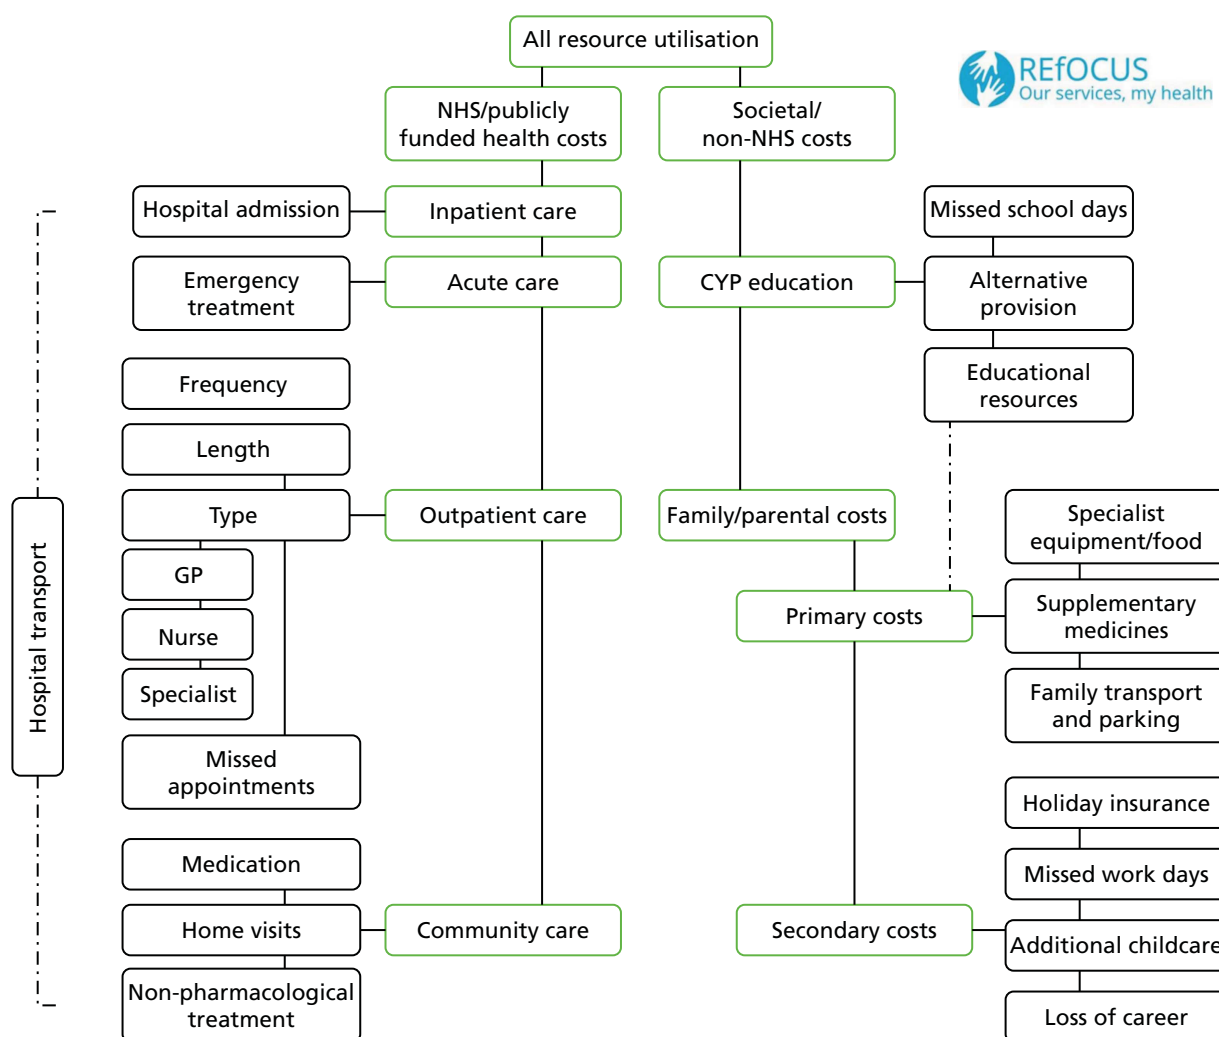 All resource utilisation
REfOCUS
Our services, my health
NHS/publicly
funded health costs
Societal/
non-NHS costs
Hospital admission
Inpatient care
Missed school days
Emergency
treatment
Acute care
CYP education
Alternative
provision
Frequency
Educational
resources
Length
Type
Outpatient care
Family/parental costs
Specialist
equipment/food
GP
Primary costs
Supplementary
medicines
Nurse
Specialist
Family transport
and parking
Hospital transport
Missed
appointments
Holiday insurance
Medication
Missed work days
Home visits
Community care
Secondary costs
Additional childcare
Non-pharmacological
treatment
Loss of career